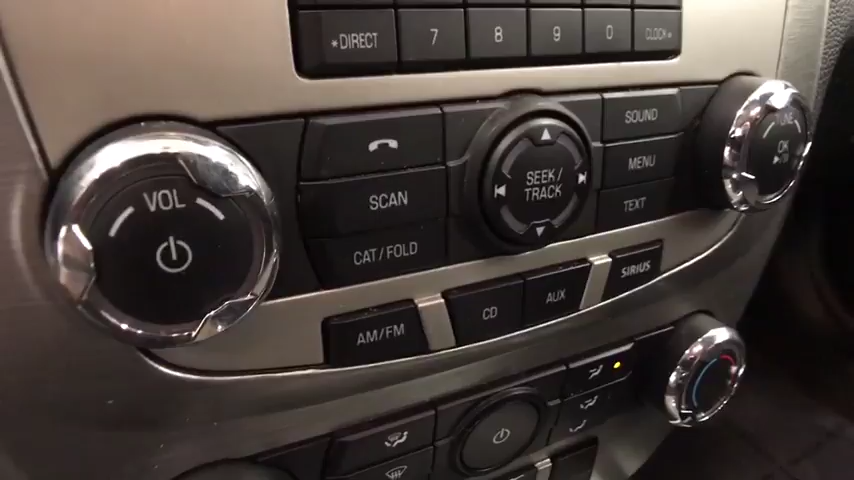 *DIRECT 7 8 9 0 CLOCK
VOL
SCAN
CAT/FOLD
SEEK/
TRACK
SOUND
MENU
TEXT
TUNE
OK
AM/FM CD AUX SIRIUS